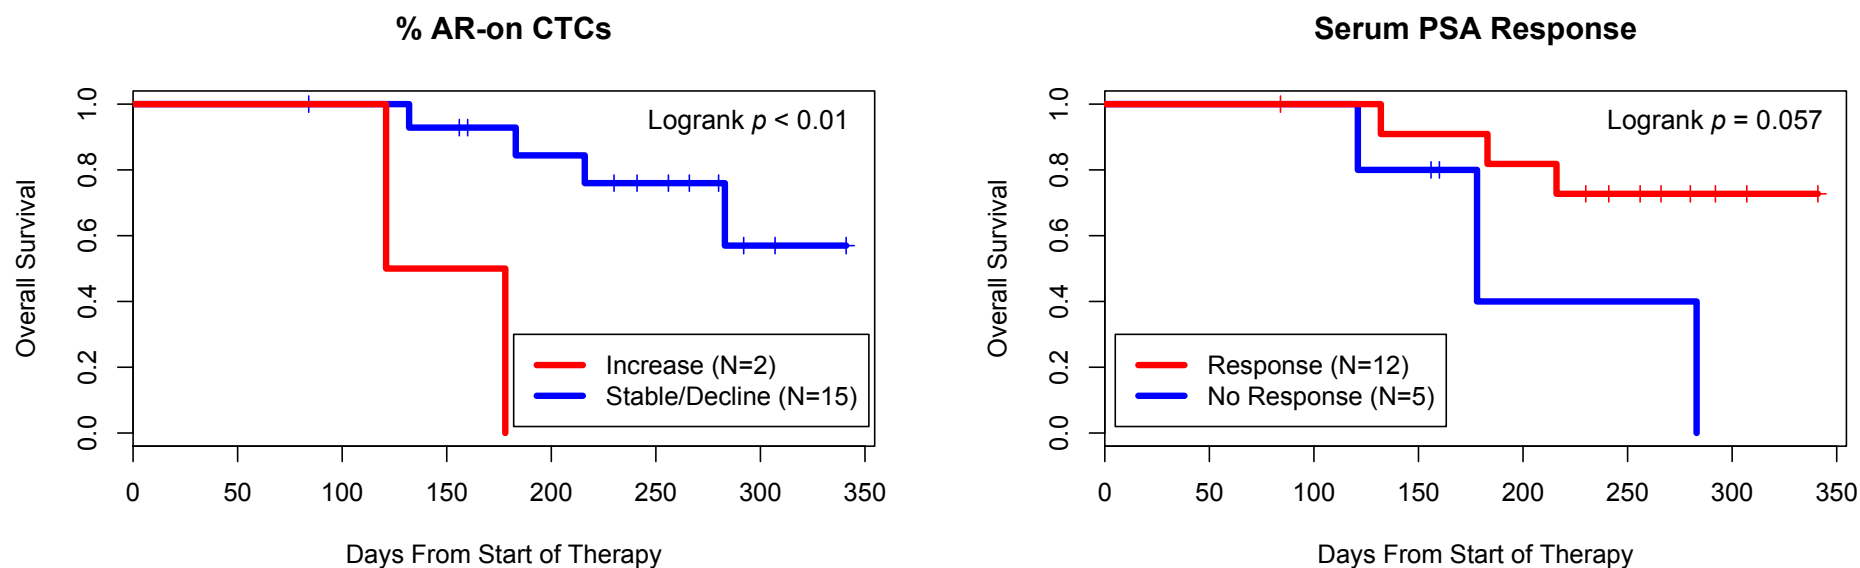 % AR-on CTCs
Overall Survival
1.0
0.8
0.6
0.4
0.2
0.0
Logrank p < 0.01
Increase (N=2)
Stable/Decline (N=15)
0 50 100 150 200 250 300 350
Days From Start of Therapy
Serum PSA Response
Overall Survival
1.0
0.8
0.6
0.4
0.2
0.0
Logrank p = 0.057
Response (N=12)
No Response (N=5)
0 50 100 150 200 250 300 350
Days From Start of Therapy